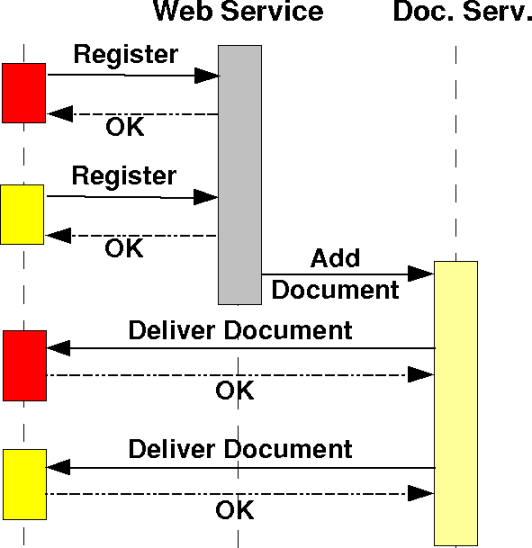 Web Service
Doc. Serv.
Register
OK
Register
OK
Add
Document
Deliver Document
OK
Deliver Document
OK